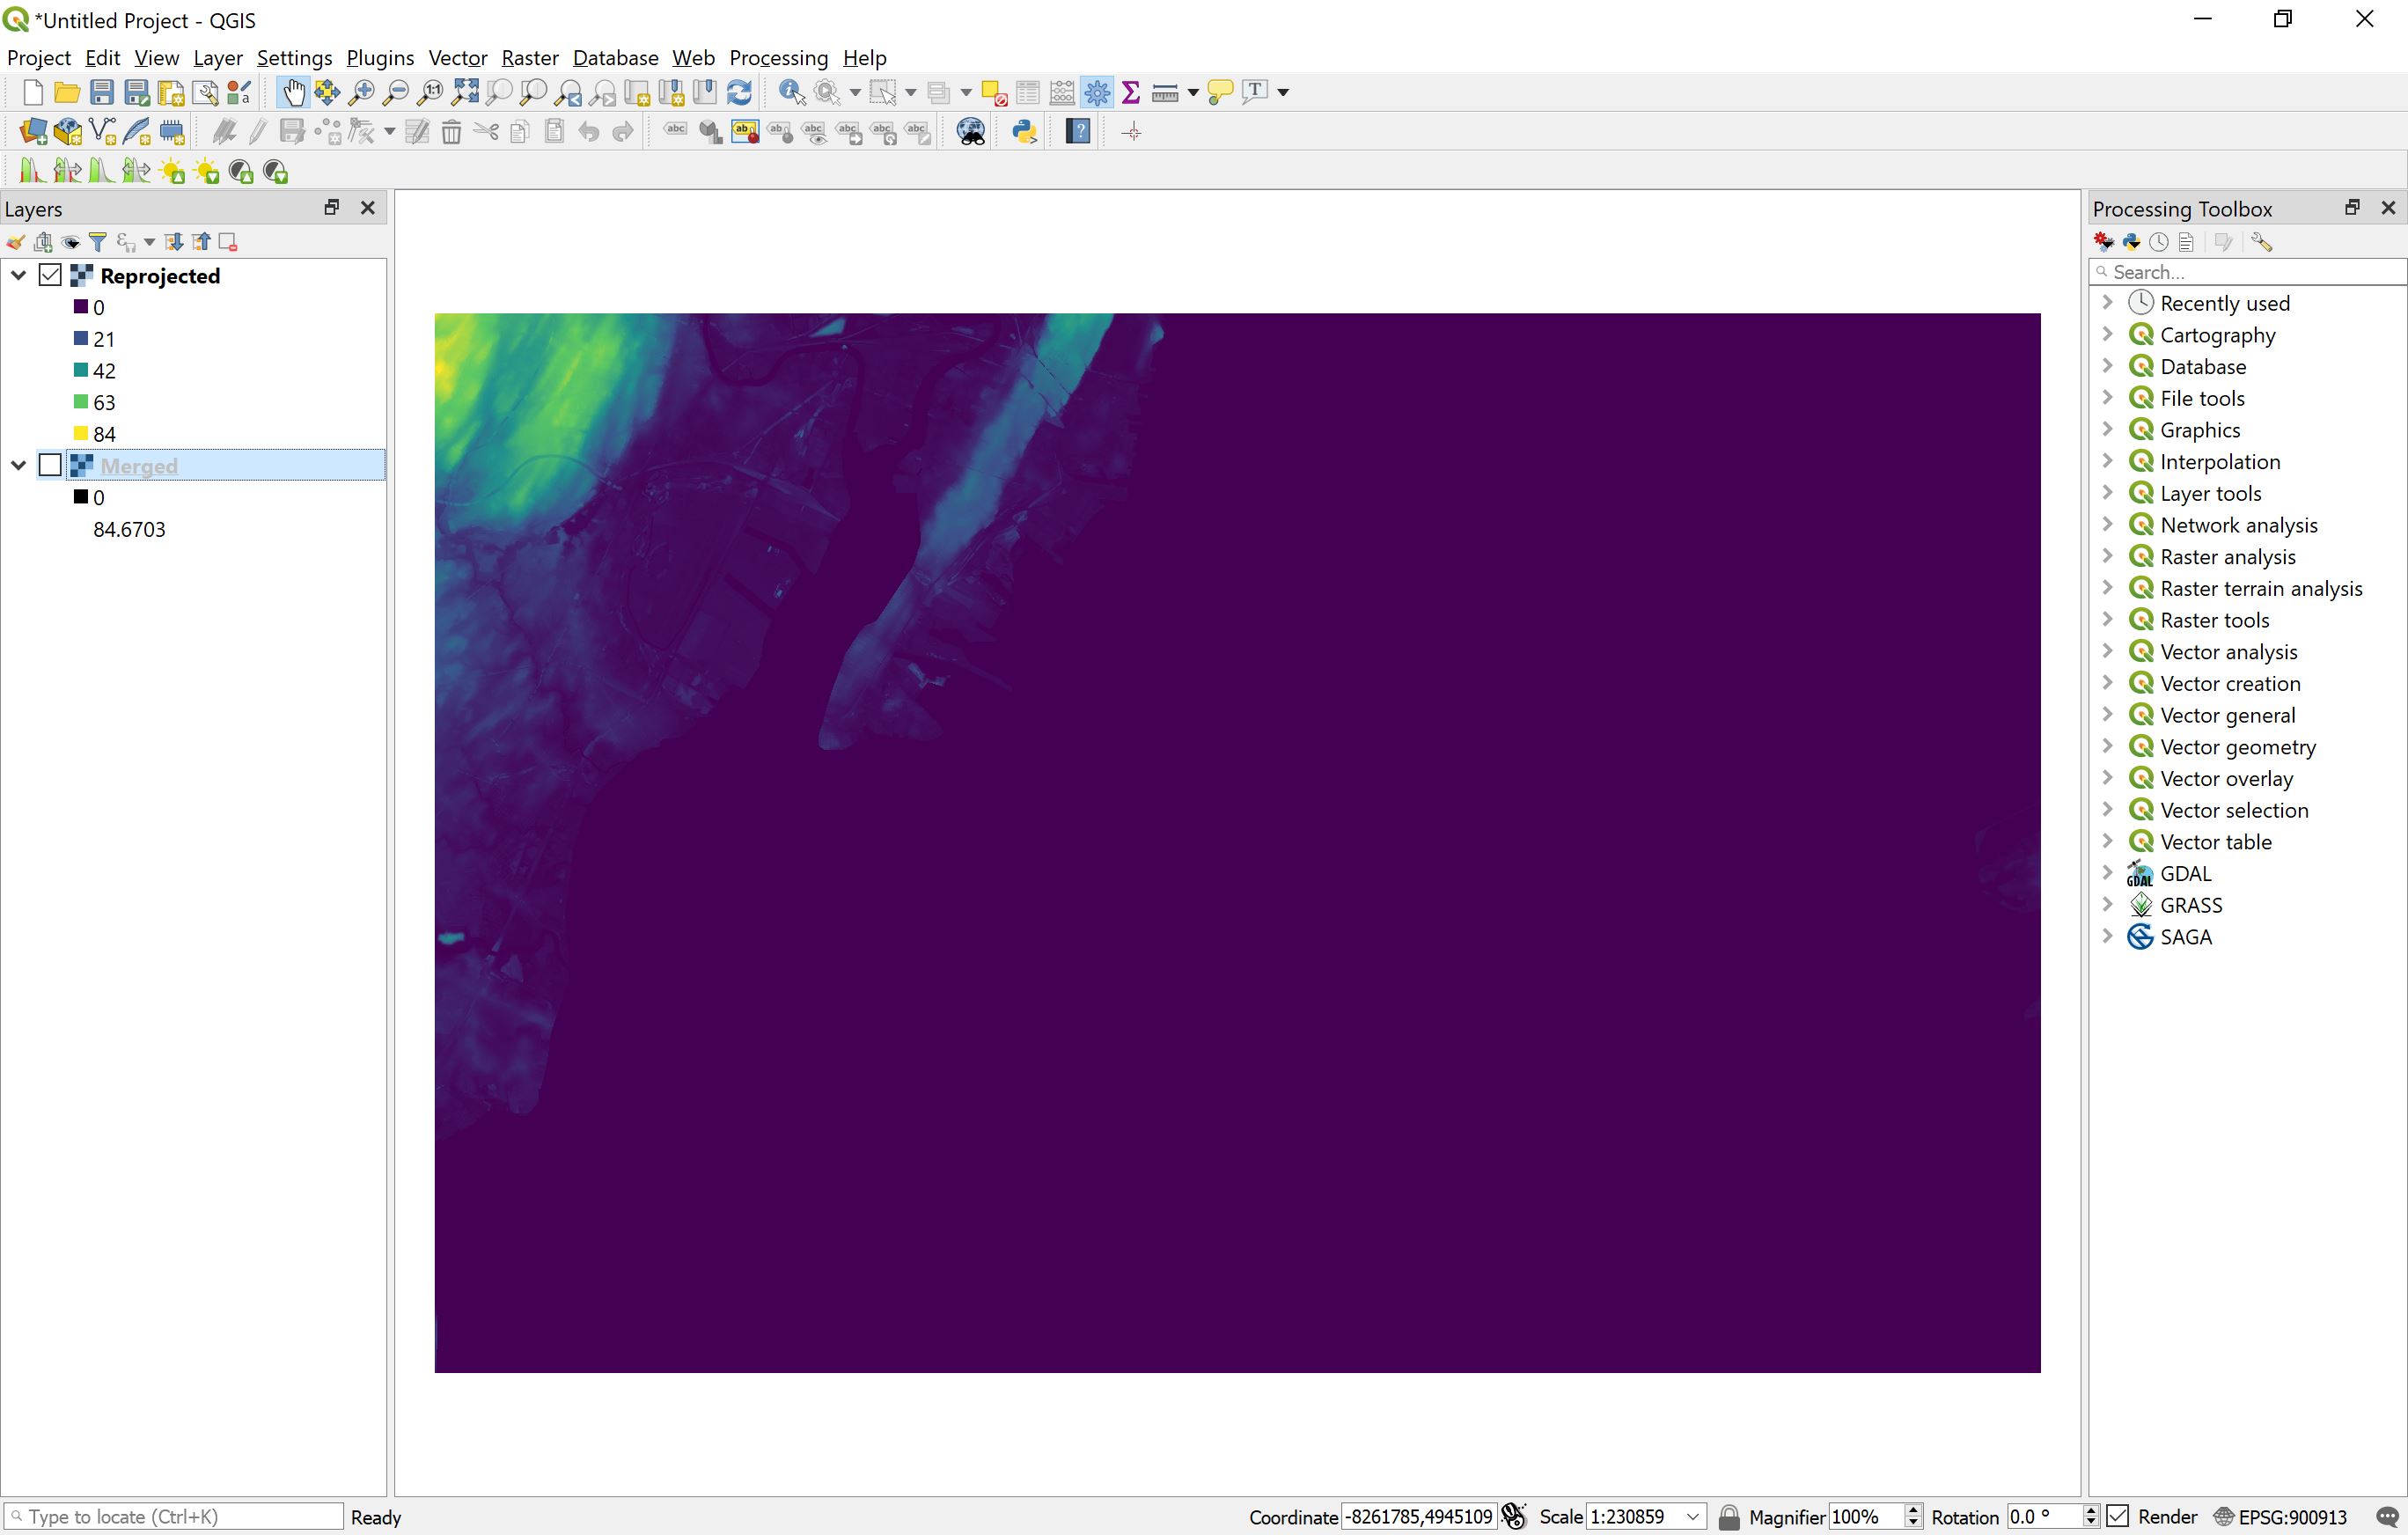 *Untitled Project - QGIS
Project Edit View Layer Settings Plugins Vector Raster Database Web Processing Help
Layers
Processing Toolbox
Search...
Reprojected
0
21
42
63
84
Merged
0
84.6703
Recently used
Cartography
Database
File tools
Graphics
Interpolation
Layer tools
Network analysis
Raster analysis
Raster terrain analysis
Raster tools
Vector analysis
Vector creation
Vector general
Vector geometry
Vector overlay
Vector selection
Vector table
GDAL
GRASS
SAGA
Type to locate (Ctrl+K) Ready Coordinate -8261785,4945109 Scale 1:230859 Magnifier 100% Rotation 0.0 ° Render EPSG:900913